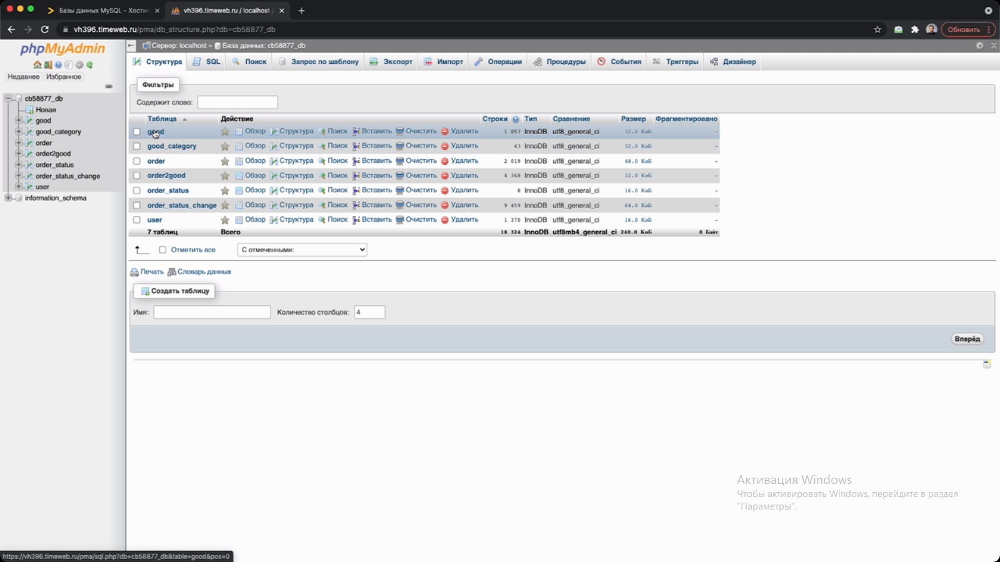 Базы данных MySQL - Хости
vh396.timeweb.ru / localhost /
vh396.timeweb.ru/pma/db_structure.php?db=cb58877_db
Обновить
phpMyAdmin
Недавнее Избранное
cb58877_db
Новая
good
good_category
order
order2good
order_status
order_status_change
user
information_schema
Сервер: localhost » База данных: cb58877_db
Структура SQL Поиск Запрос по шаблону Экспорт Импорт Операции Процедуры События Триггеры Дизайнер
Фильтры
Содержит слово:
Таблица Действие Строки Тип Сравнение Размер Фрагментировано
good Обзор Структура Поиск Вставить Очистить Удалить 1 057 InnoDB utf8_general_ci 32.0 КиБ -
good_category Обзор Структура Поиск Вставить Очистить Удалить 43 InnoDB utf8_general_ci 32.0 КиБ -
order Обзор Структура Поиск Вставить Очистить Удалить 2 019 InnoDB utf8_general_ci 48.0 КиБ -
order2good Обзор Структура Поиск Вставить Очистить Удалить 4 368 InnoDB utf8_general_ci 32.0 КиБ -
order_status Обзор Структура Поиск Вставить Очистить Удалить 8 InnoDB utf8_general_ci 16.0 КиБ -
order_status_change Обзор Структура Поиск Вставить Очистить Удалить 9 459 InnoDB utf8_general_ci 64.0 КиБ -
user Обзор Структура Поиск Вставить Очистить Удалить 1 370 InnoDB utf8_general_ci 16.0 КиБ -
7 таблиц Всего 18 324 InnoDB utf8mb4_general_ci 240.0 КиБ 0 Байт
Отметить все С отмеченными:
Печать Словарь данных
Создать таблицу
Имя: Количество столбцов: 4
Вперёд
Активация Windows
Чтобы активировать Windows, перейдите в раздел
"Параметры".
https://vh396.timeweb.ru/pma/sql.php?db=cb58877_db&table=good&pos=0